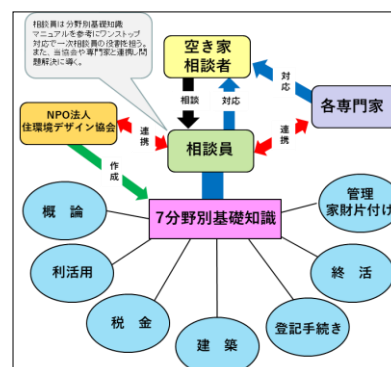 相談員は分野別基礎知識
マニュアルを参考にワンストップ
対応で一次相談員の役割を担う。
また、当協会や専門家と連携し問
題解決に導く。
空き家
相談者
対応
相談
対応
各専門家
NPO法人
住環境デザイン協会
連携
相談員
連携
作成
7分野別基礎知識
管理
家財片付け
概 論
利活用
終 活
税 金
登記手続き
建 築